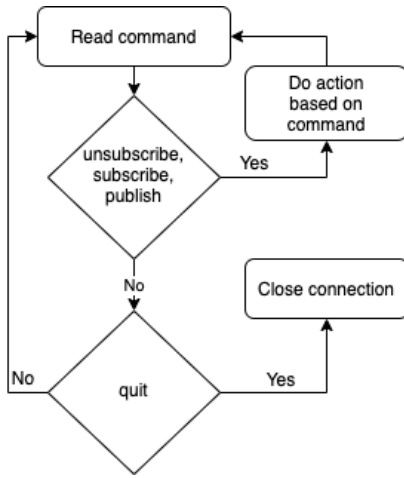 Read command
Do action
based on
command
unsubscribe,
subscribe,
publish
Yes
No
Close connection
No
quit
Yes